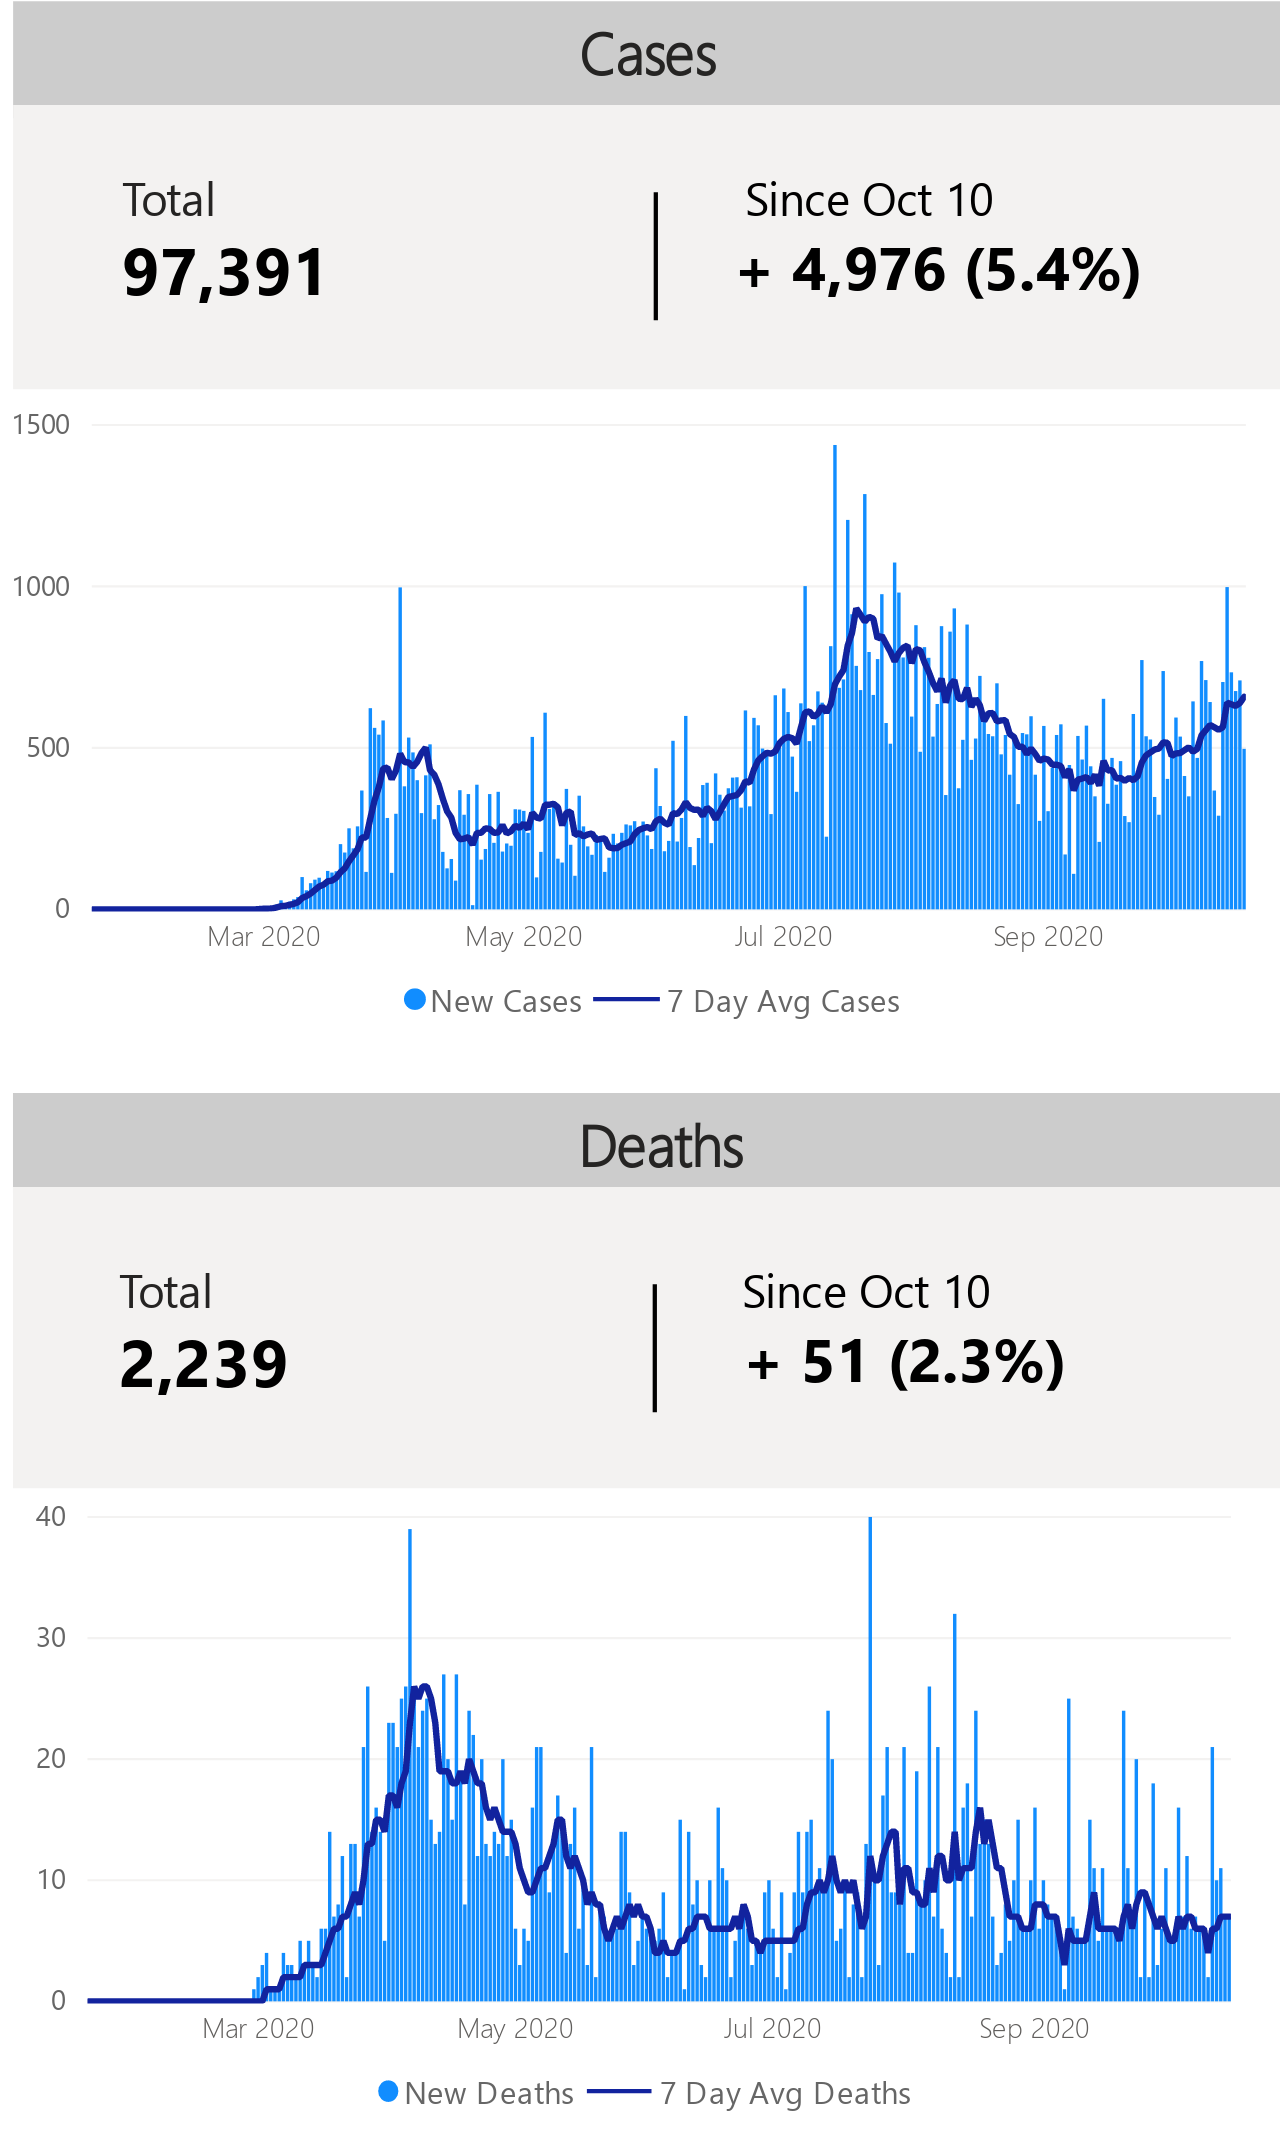 Cases
Total
Since Oct 10
97,391
+ 4,976 (5.4%)
1500
1000
500
0
Mar 2020 May 2020 Jul 2020 Sep 2020
New Cases 7 Day Avg Cases
Deaths
Total
Since Oct 10
2,239
+ 51 (2.3%)
40
30
20
10
0
Mar 2020 May 2020 Jul 2020 Sep 2020
New Deaths 7 Day Avg Deaths